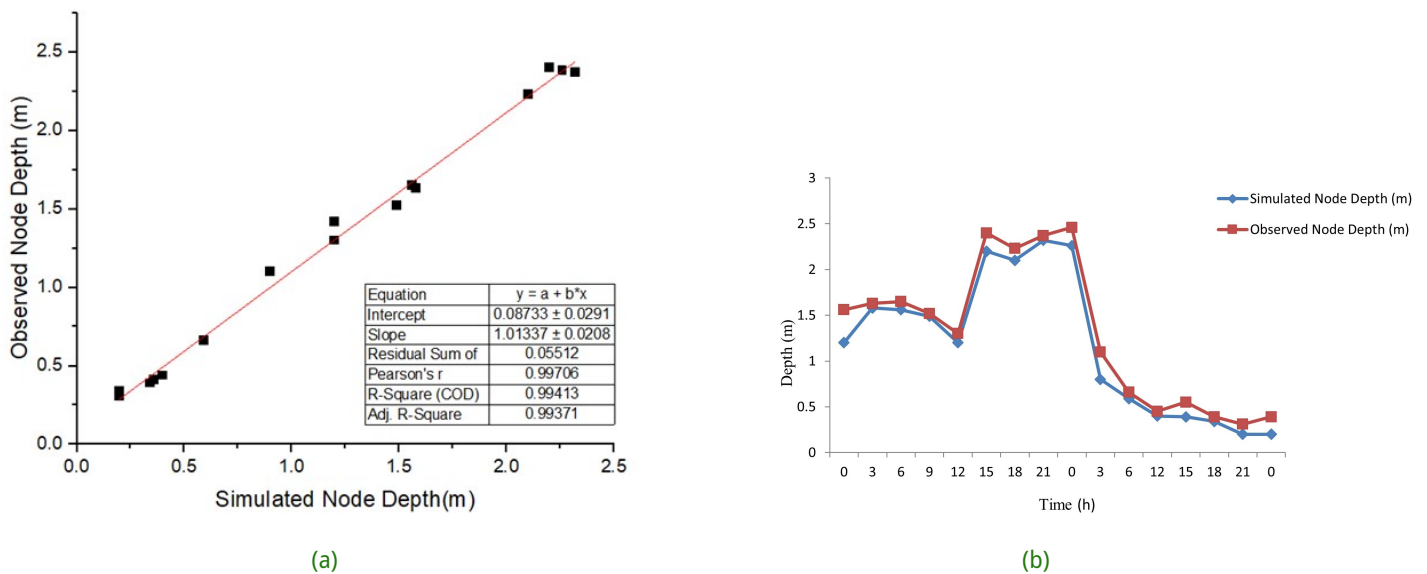 2.5
2.0
1.5
1.0
0.5
0.0
Observed Node Depth (m)
0.0 0.5 1.0 1.5 2.0 2.5
Simulated Node Depth(m)
Equation y = a + b*x
Intercept 0.08733 ± 0.0291
Slope 1.01337 ± 0.0208
Residual Sum of 0.05512
Pearson's r 0.99706
R-Square (COD) 0.99413
Adj. R-Square 0.99371
(a)
3
2.5
2
1.5
1
0.5
0
Depth (m)
0 3 6 9 12 15 18 21 0 3 6 12 15 18 21 0
Time (h)
Simulated Node Depth (m)
Observed Node Depth (m)
(b)